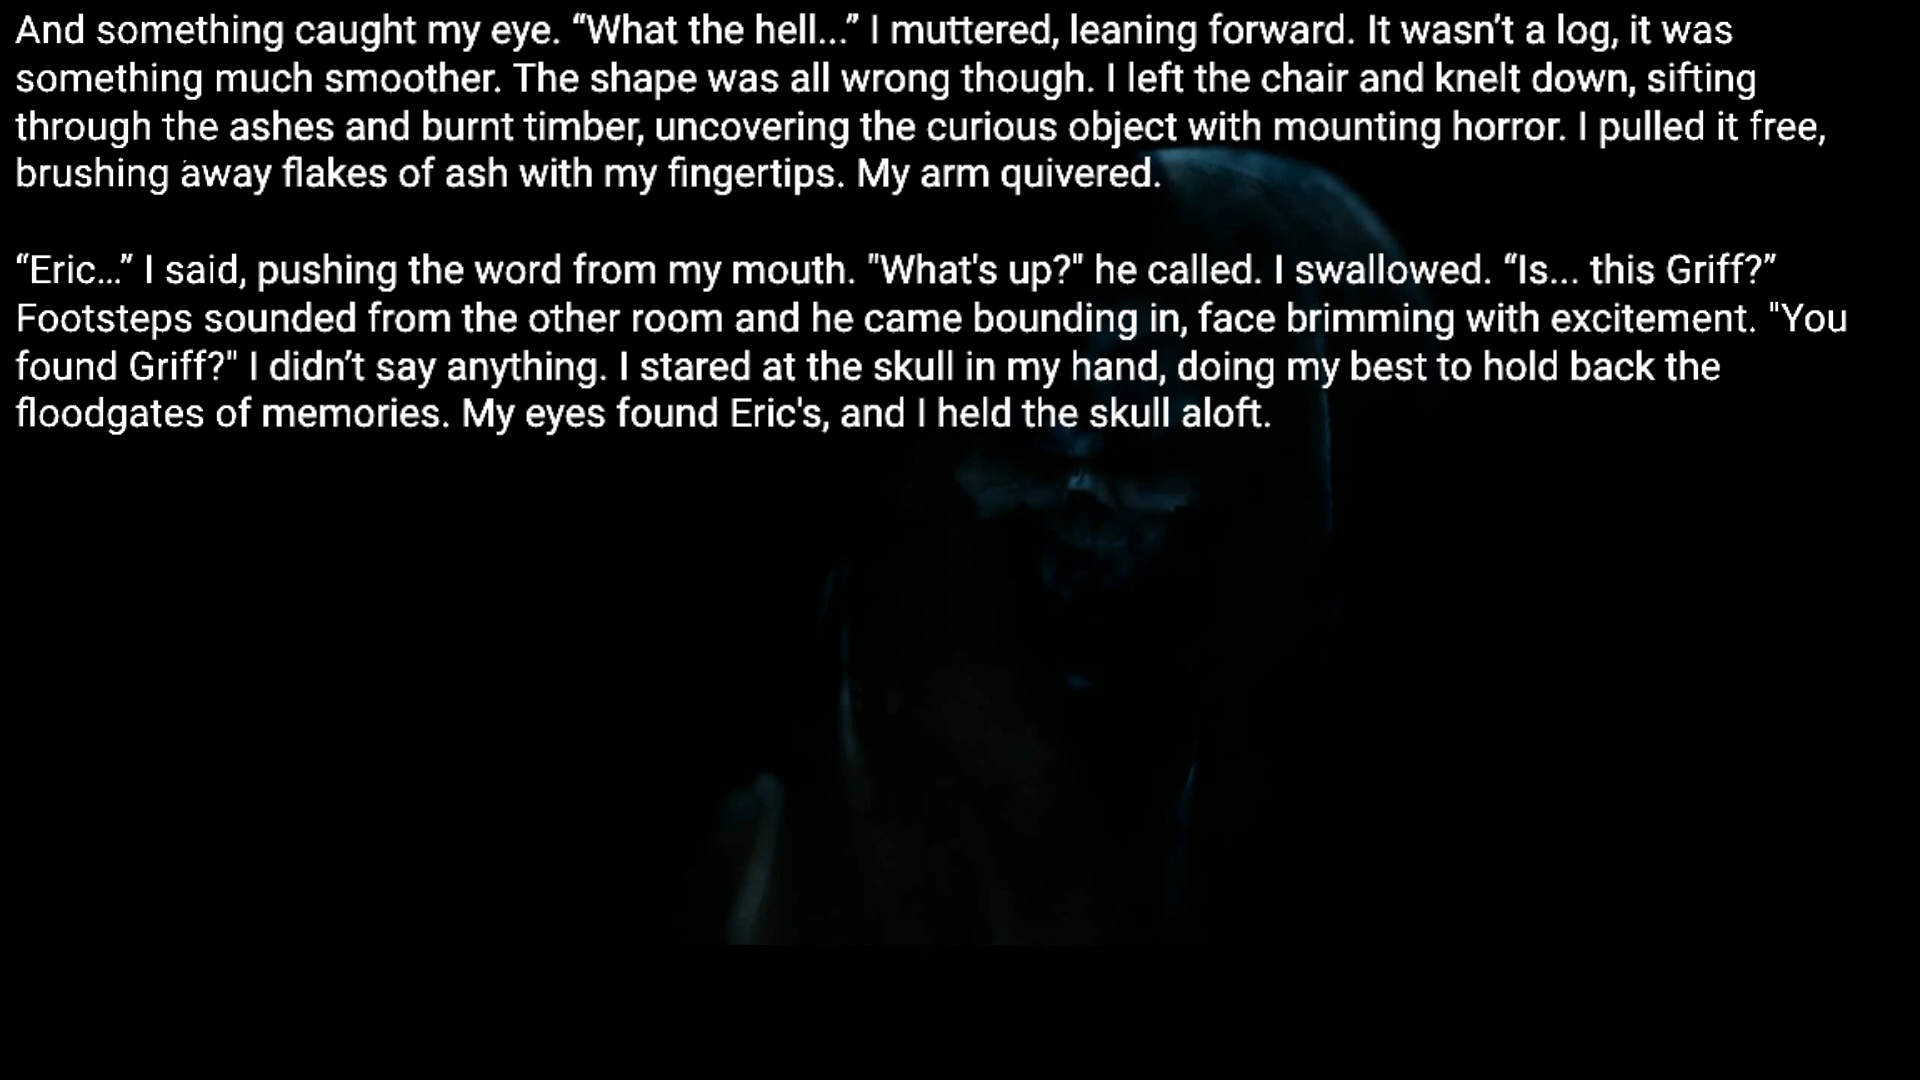 And something caught my eye. “What the hell...” I muttered, leaning forward. It wasn’t a log, it was
something much smoother. The shape was all wrong though. I left the chair and knelt down, sifting
through the ashes and burnt timber, uncovering the curious object with mounting horror. I pulled it free,
brushing away flakes of ash with my fingertips. My arm quivered.
“Eric...” I said, pushing the word from my mouth. "What's up?" he called. I swallowed. “Is... this Griff?”
Footsteps sounded from the other room and he came bounding in, face brimming with excitement. "You
found Griff?" I didn’t say anything. I stared at the skull in my hand, doing my best to hold back the
floodgates of memories. My eyes found Eric's, and I held the skull aloft.